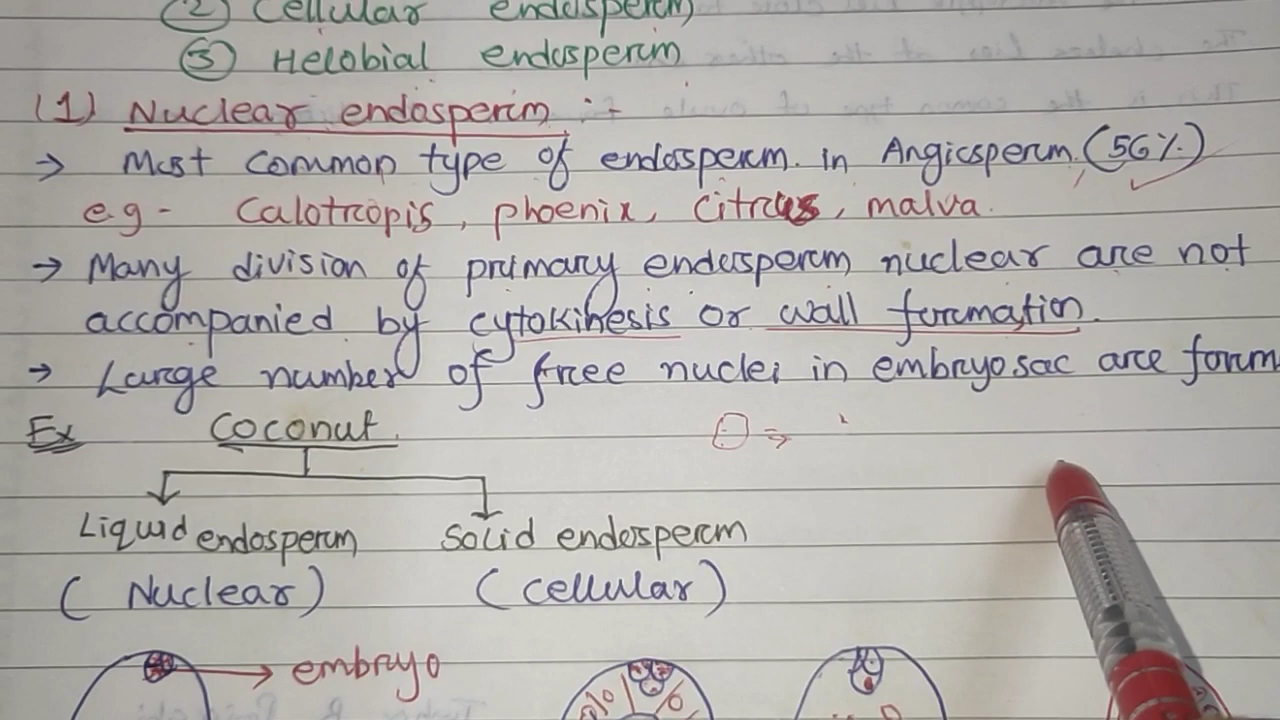 ② Cellular endosperm
③ Helobial endosperm
(1) Nuclear endosperm :-
→ Most common type of endosperm in Angiosperm (56%)
e.g - Calotropis, phoenix, citrus, malva.
→ Many division of primary endosperm nuclear are not
accompanied by cytokinesis or wall formation.
→ Large number of free nuclei in embryosac are form
Ex Coconut.
Liquid endosperm Solid endosperm
(Nuclear) (Cellular)
→ embryo